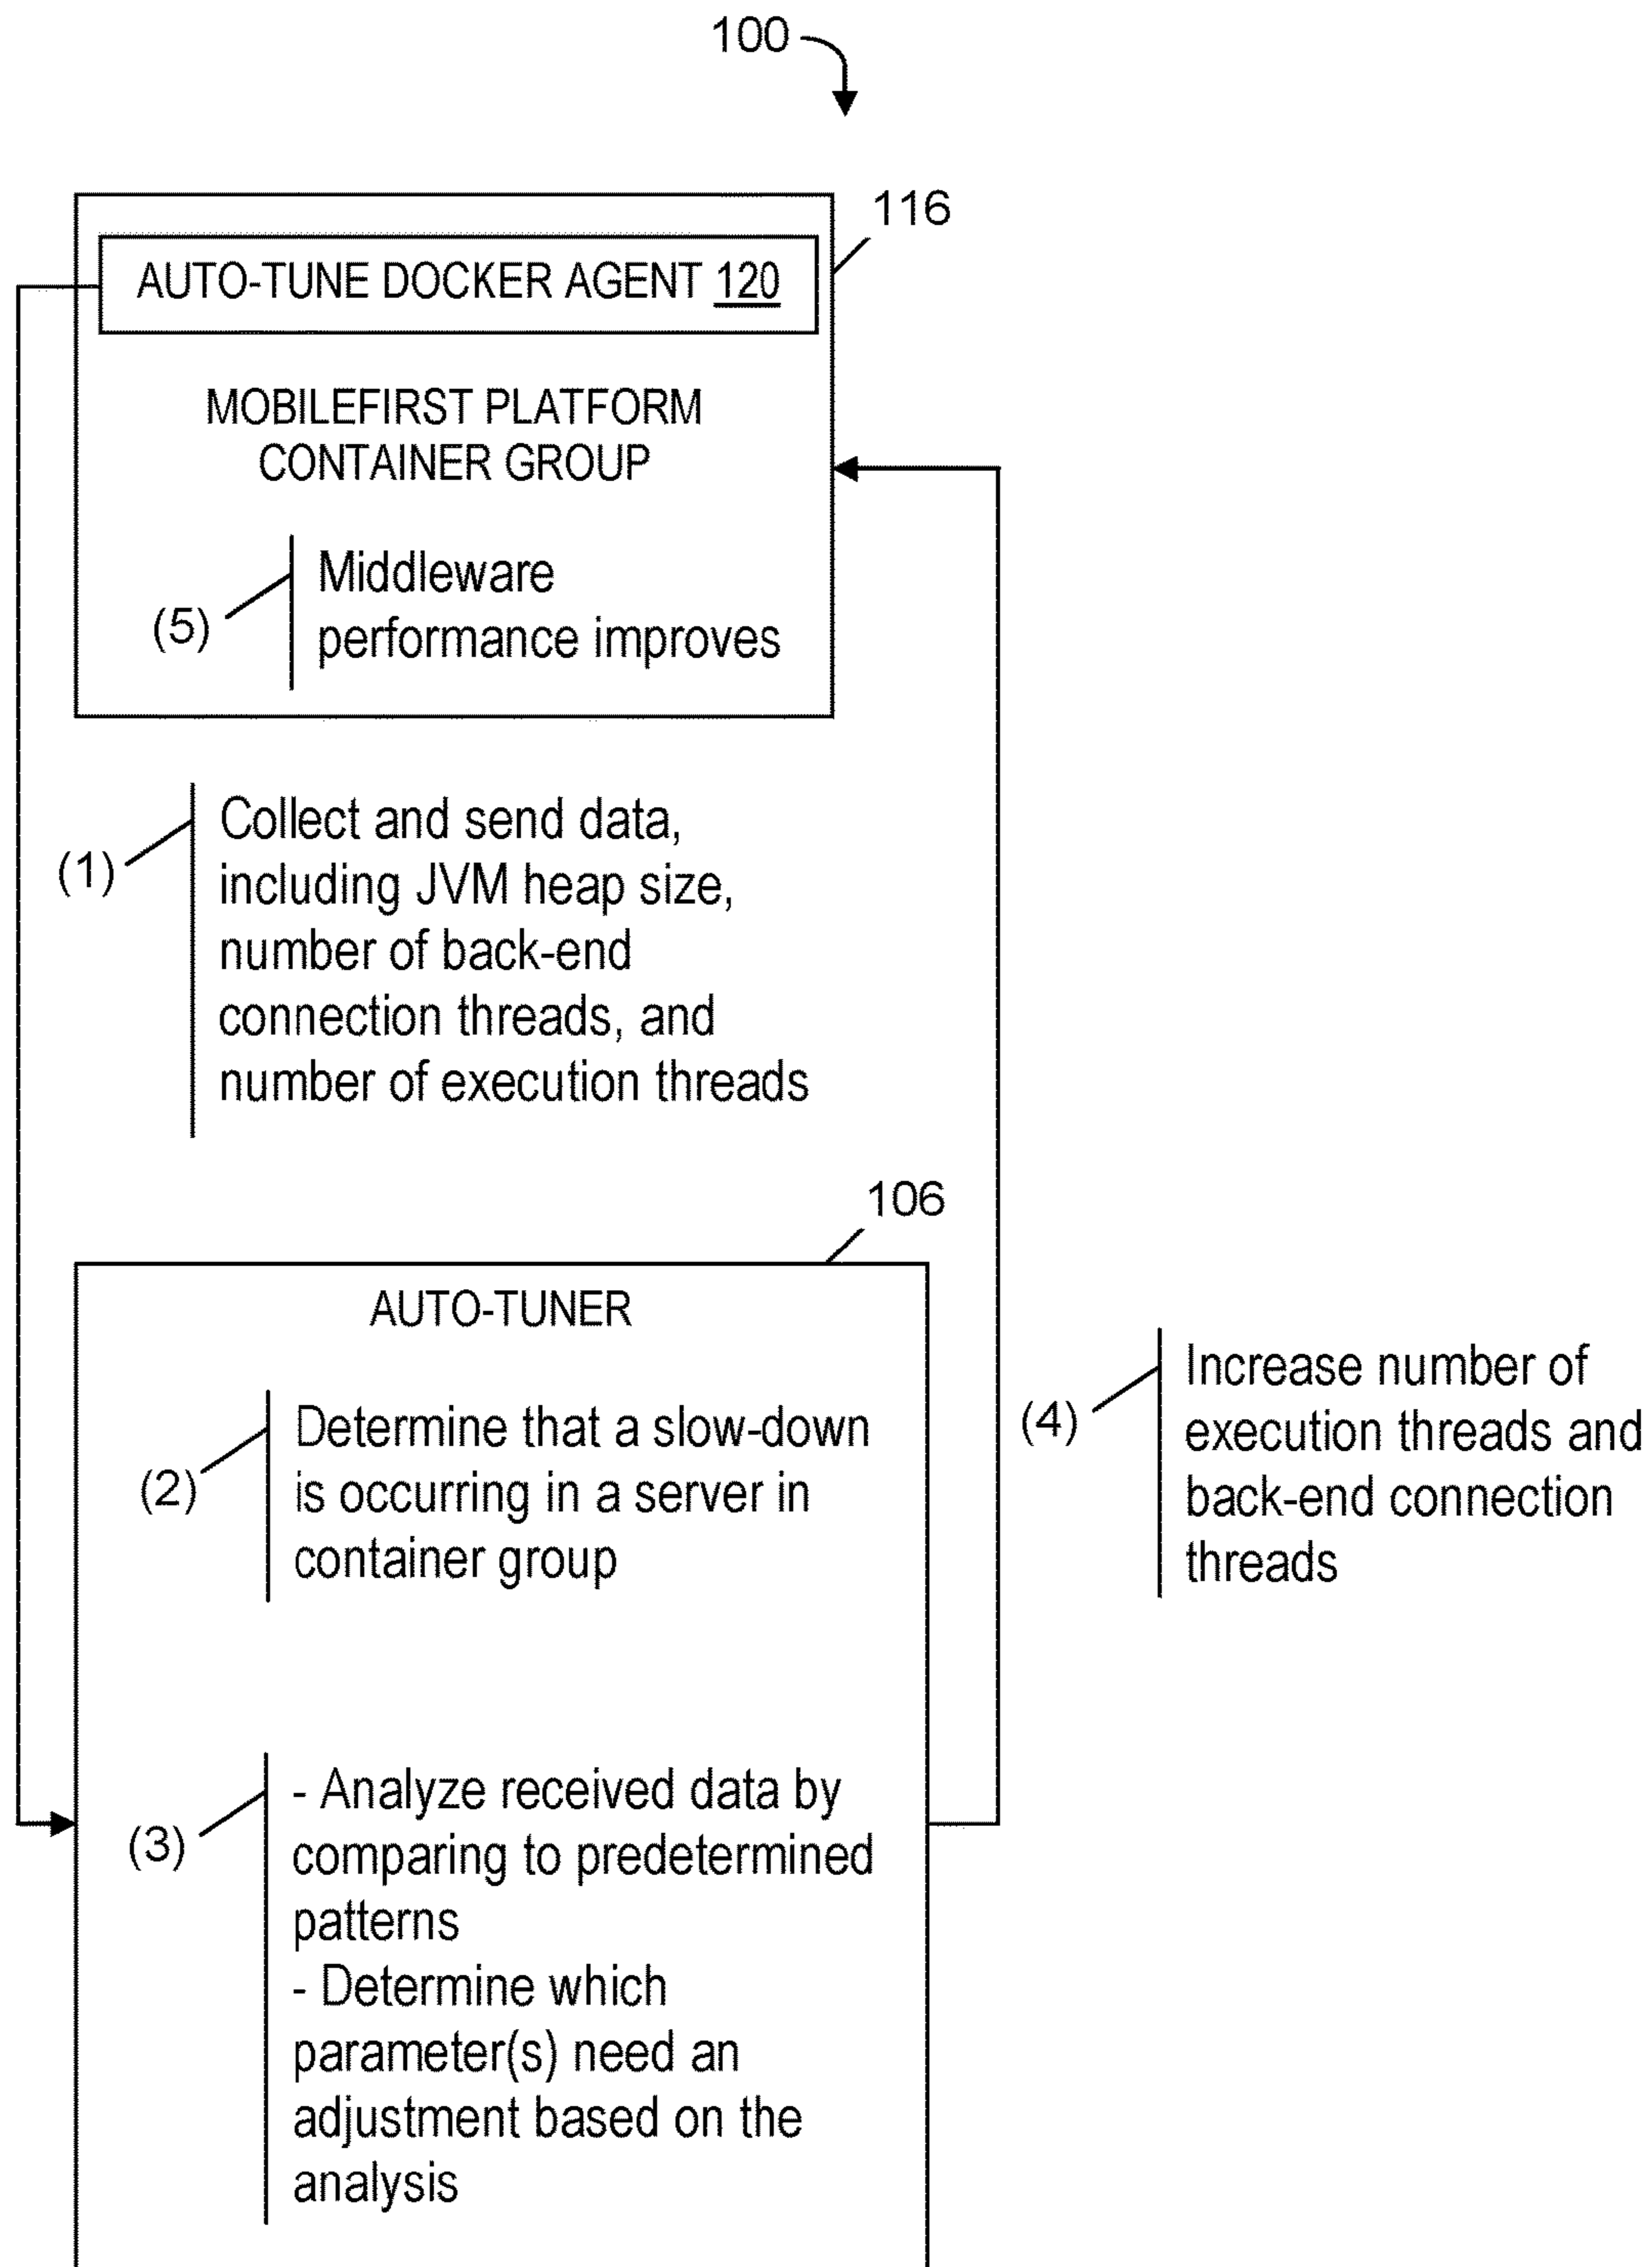 100
116
AUTO-TUNE DOCKER AGENT 120
MOBILEFIRST PLATFORM
CONTAINER GROUP
(5)
Middleware
performance improves
(1)
Collect and send data,
including JVM heap size,
number of back-end
connection threads, and
number of execution threads
106
AUTO-TUNER
(2)
Determine that a slow-down
is occurring in a server in
container group
(4)
Increase number of
execution threads and
back-end connection
threads
(3)
- Analyze received data by
comparing to predetermined
patterns
- Determine which
parameter(s) need an
adjustment based on the
analysis